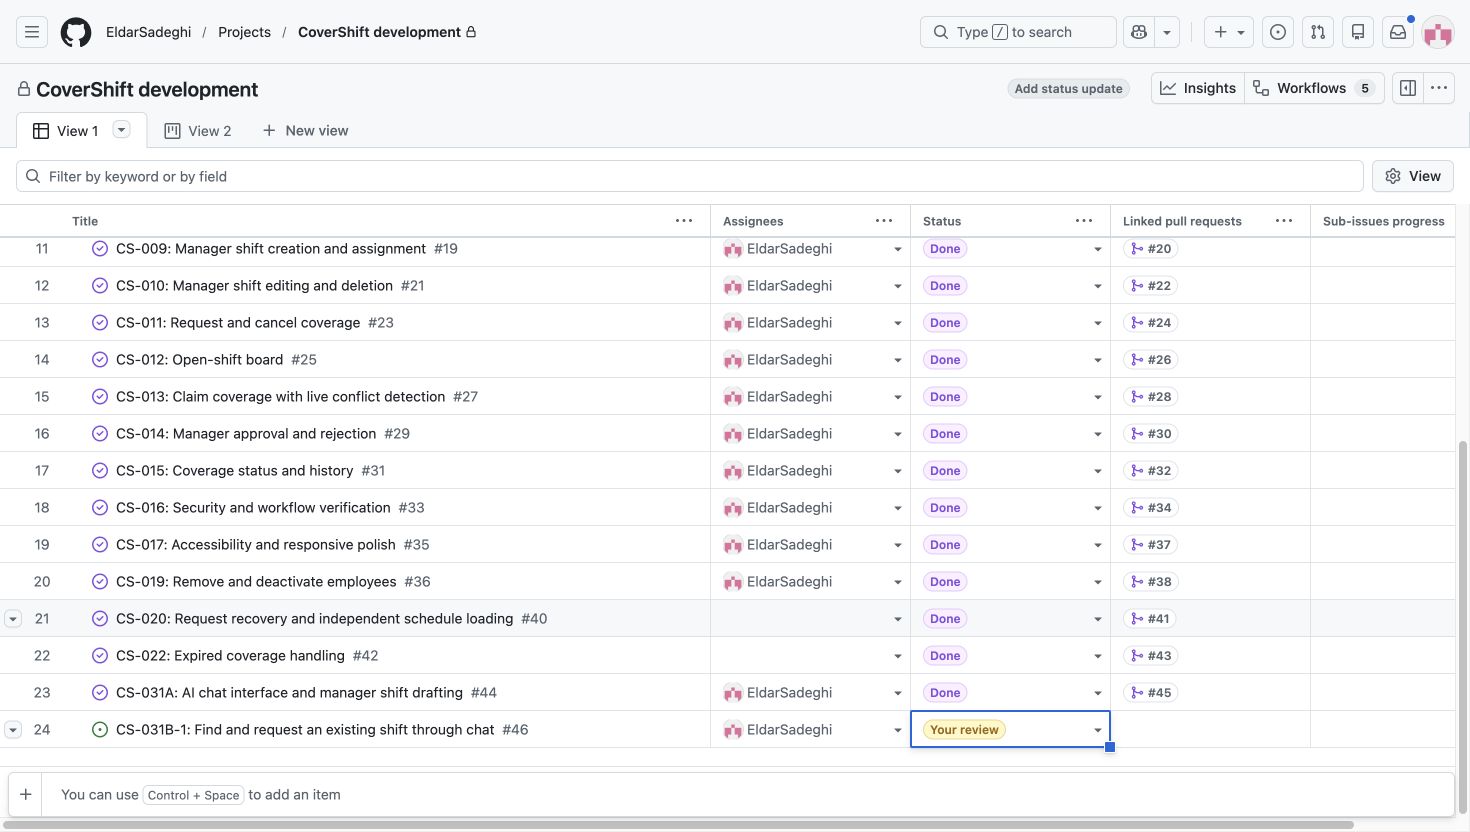 EldarSadeghi / Projects / CoverShift development
Type / to search
CoverShift development
Add status update
Insights
Workflows 5
View 1
View 2
New view
Filter by keyword or by field
View
Title Assignees Status Linked pull requests Sub-issues progress
11 CS-009: Manager shift creation and assignment #19 EldarSadeghi Done #20
12 CS-010: Manager shift editing and deletion #21 EldarSadeghi Done #22
13 CS-011: Request and cancel coverage #23 EldarSadeghi Done #24
14 CS-012: Open-shift board #25 EldarSadeghi Done #26
15 CS-013: Claim coverage with live conflict detection #27 EldarSadeghi Done #28
16 CS-014: Manager approval and rejection #29 EldarSadeghi Done #30
17 CS-015: Coverage status and history #31 EldarSadeghi Done #32
18 CS-016: Security and workflow verification #33 EldarSadeghi Done #34
19 CS-017: Accessibility and responsive polish #35 EldarSadeghi Done #37
20 CS-019: Remove and deactivate employees #36 EldarSadeghi Done #38
21 CS-020: Request recovery and independent schedule loading #40 Done #41
22 CS-022: Expired coverage handling #42 Done #43
23 CS-031A: AI chat interface and manager shift drafting #44 EldarSadeghi Done #45
24 CS-031B-1: Find and request an existing shift through chat #46 EldarSadeghi Your review
You can use Control + Space to add an item